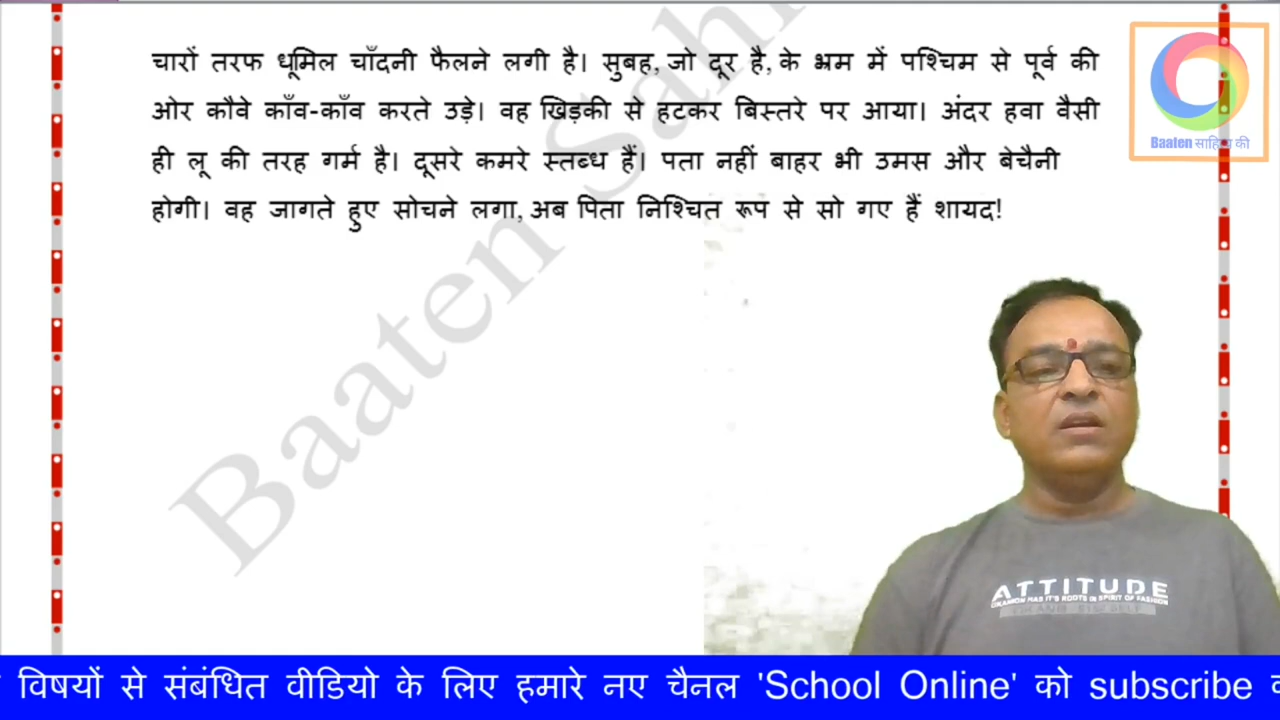 चारों तरफ धूमिल चाँदनी फैलने लगी है। सुबह, जो दूर है, के भ्रम में पश्चिम से पूर्व की
ओर कौवे काँव-काँव करते उड़े। वह खिड़की से हटकर बिस्तरे पर आया। अंदर हवा वैसी
ही लू की तरह गर्म है। दूसरे कमरे स्तब्ध हैं। पता नहीं बाहर भी उमस और बेचैनी
होगी। वह जागते हुए सोचने लगा, अब पिता निश्चित रूप से सो गए हैं शायद!
Baaten साहित्य की
Baaten Sah
ATTITUDE
विषयों से संबंधित वीडियो के लिए हमारे नए चैनल 'School Online' को subscribe